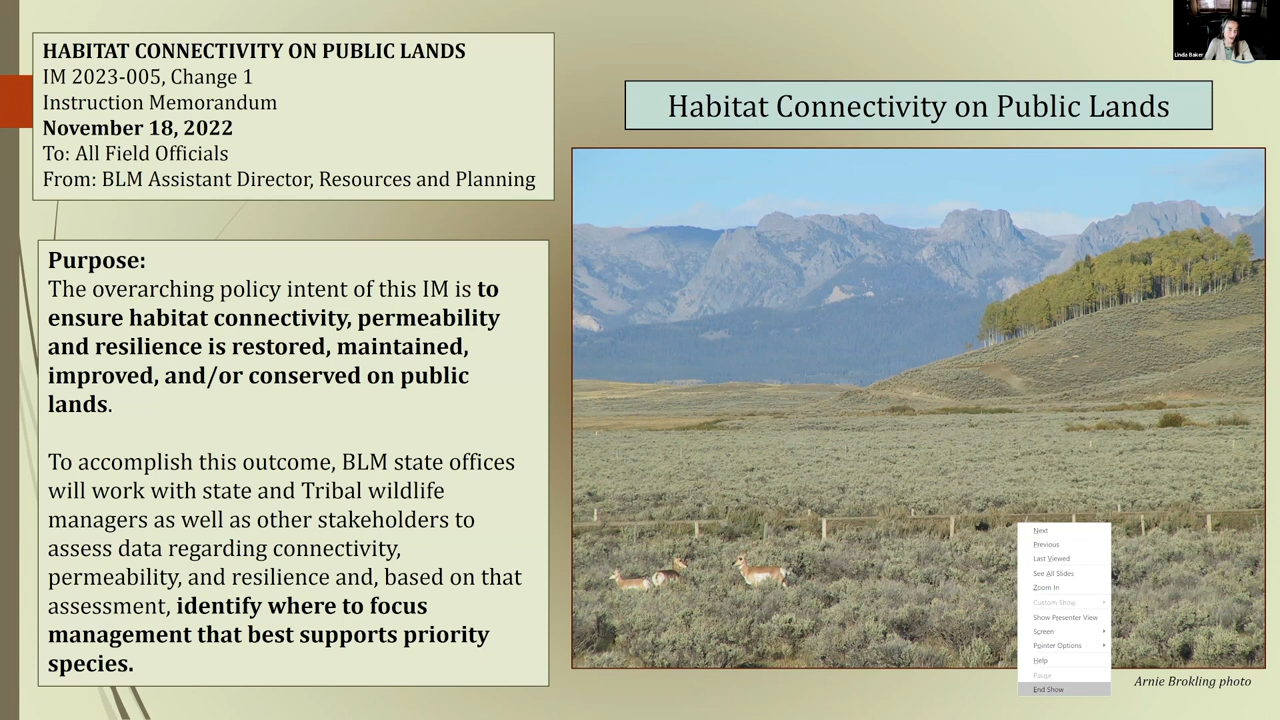 HABITAT CONNECTIVITY ON PUBLIC LANDS
IM 2023-005, Change 1
Instruction Memorandum
November 18, 2022
To: All Field Officials
From: BLM Assistant Director, Resources and Planning
Purpose:
The overarching policy intent of this IM is to
ensure habitat connectivity, permeability
and resilience is restored, maintained,
improved, and/or conserved on public
lands.
To accomplish this outcome, BLM state offices
will work with state and Tribal wildlife
managers as well as other stakeholders to
assess data regarding connectivity,
permeability, and resilience and, based on that
assessment, identify where to focus
management that best supports priority
species.
Linda Baker
Habitat Connectivity on Public Lands
Next
Previous
Last Viewed
See All Slides
Zoom In
Custom Show
Show Presenter View
Screen
Pointer Options
Help
Pause
End Show
Arnie Brokling photo